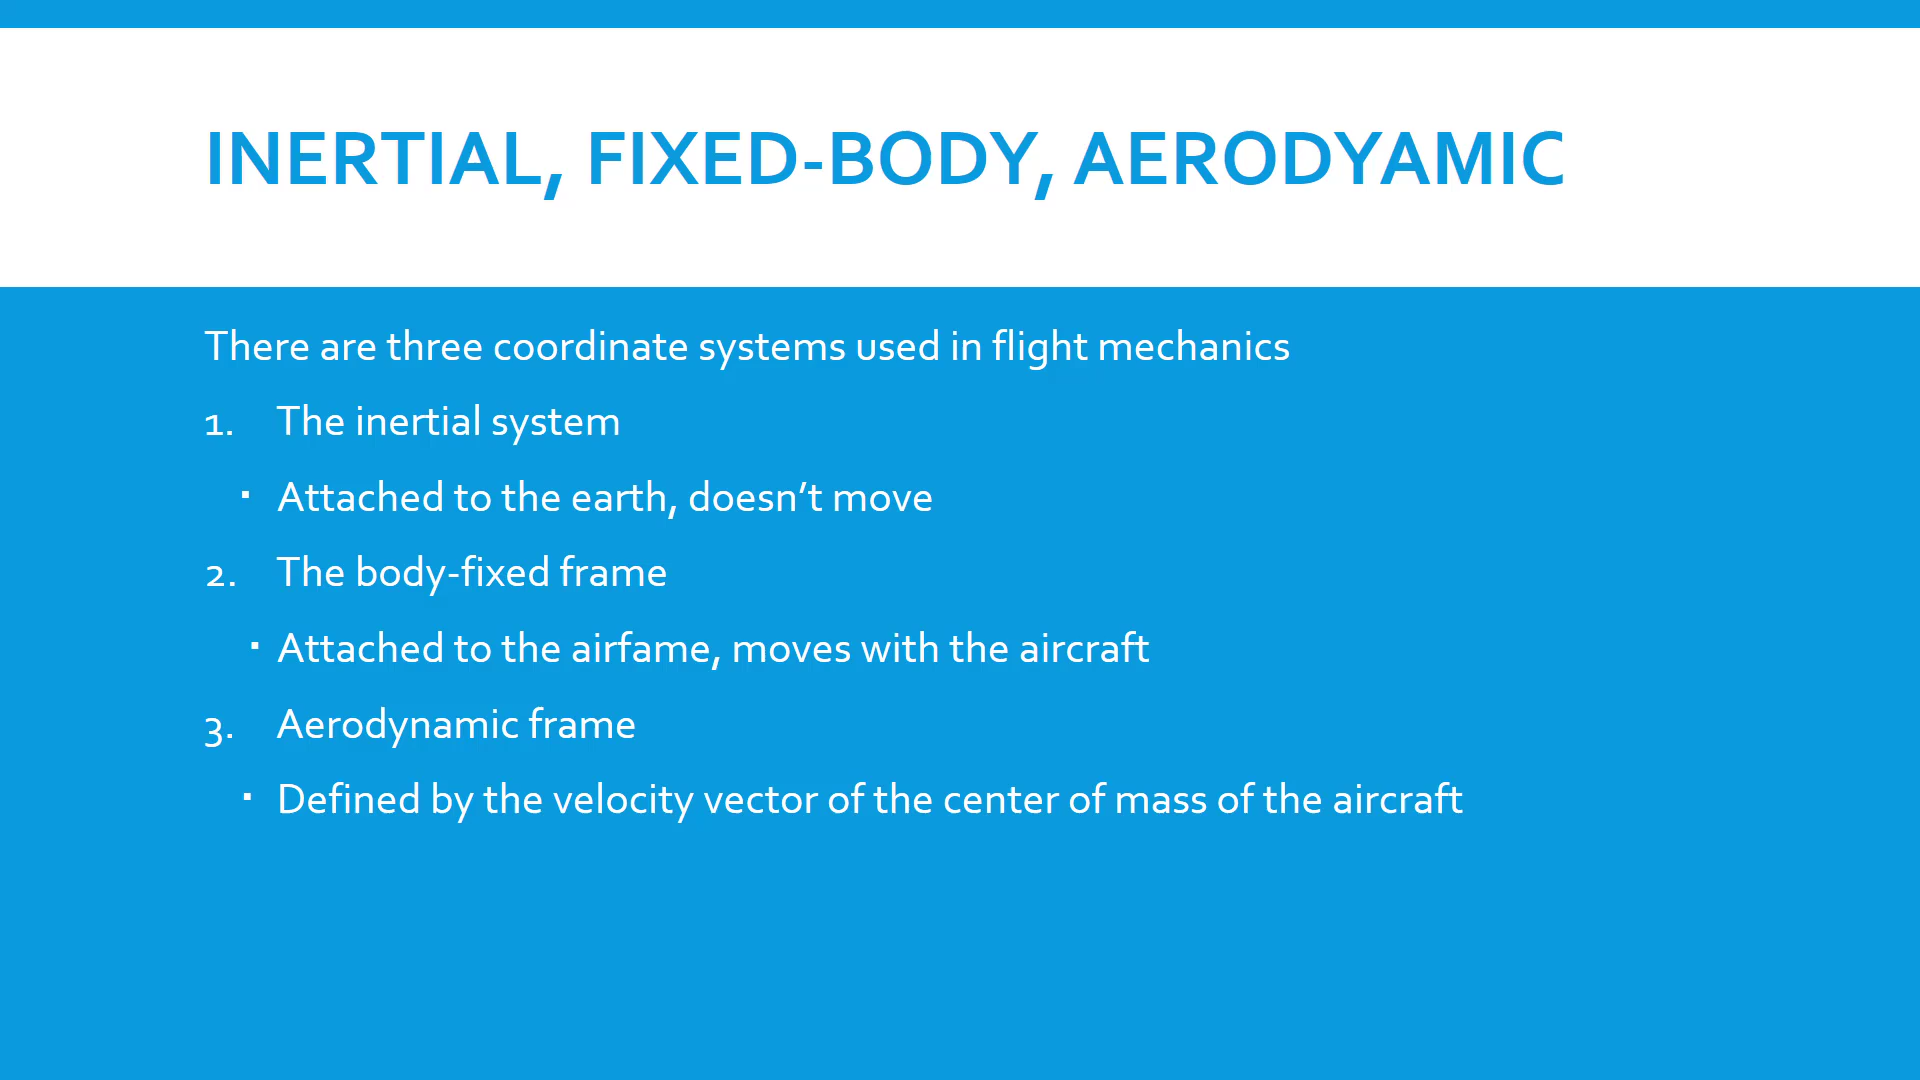 INERTIAL, FIXED-BODY, AERODYAMIC
There are three coordinate systems used in flight mechanics
1. The inertial system
▪ Attached to the earth, doesn’t move
2. The body-fixed frame
▪ Attached to the airfame, moves with the aircraft
3. Aerodynamic frame
▪ Defined by the velocity vector of the center of mass of the aircraft